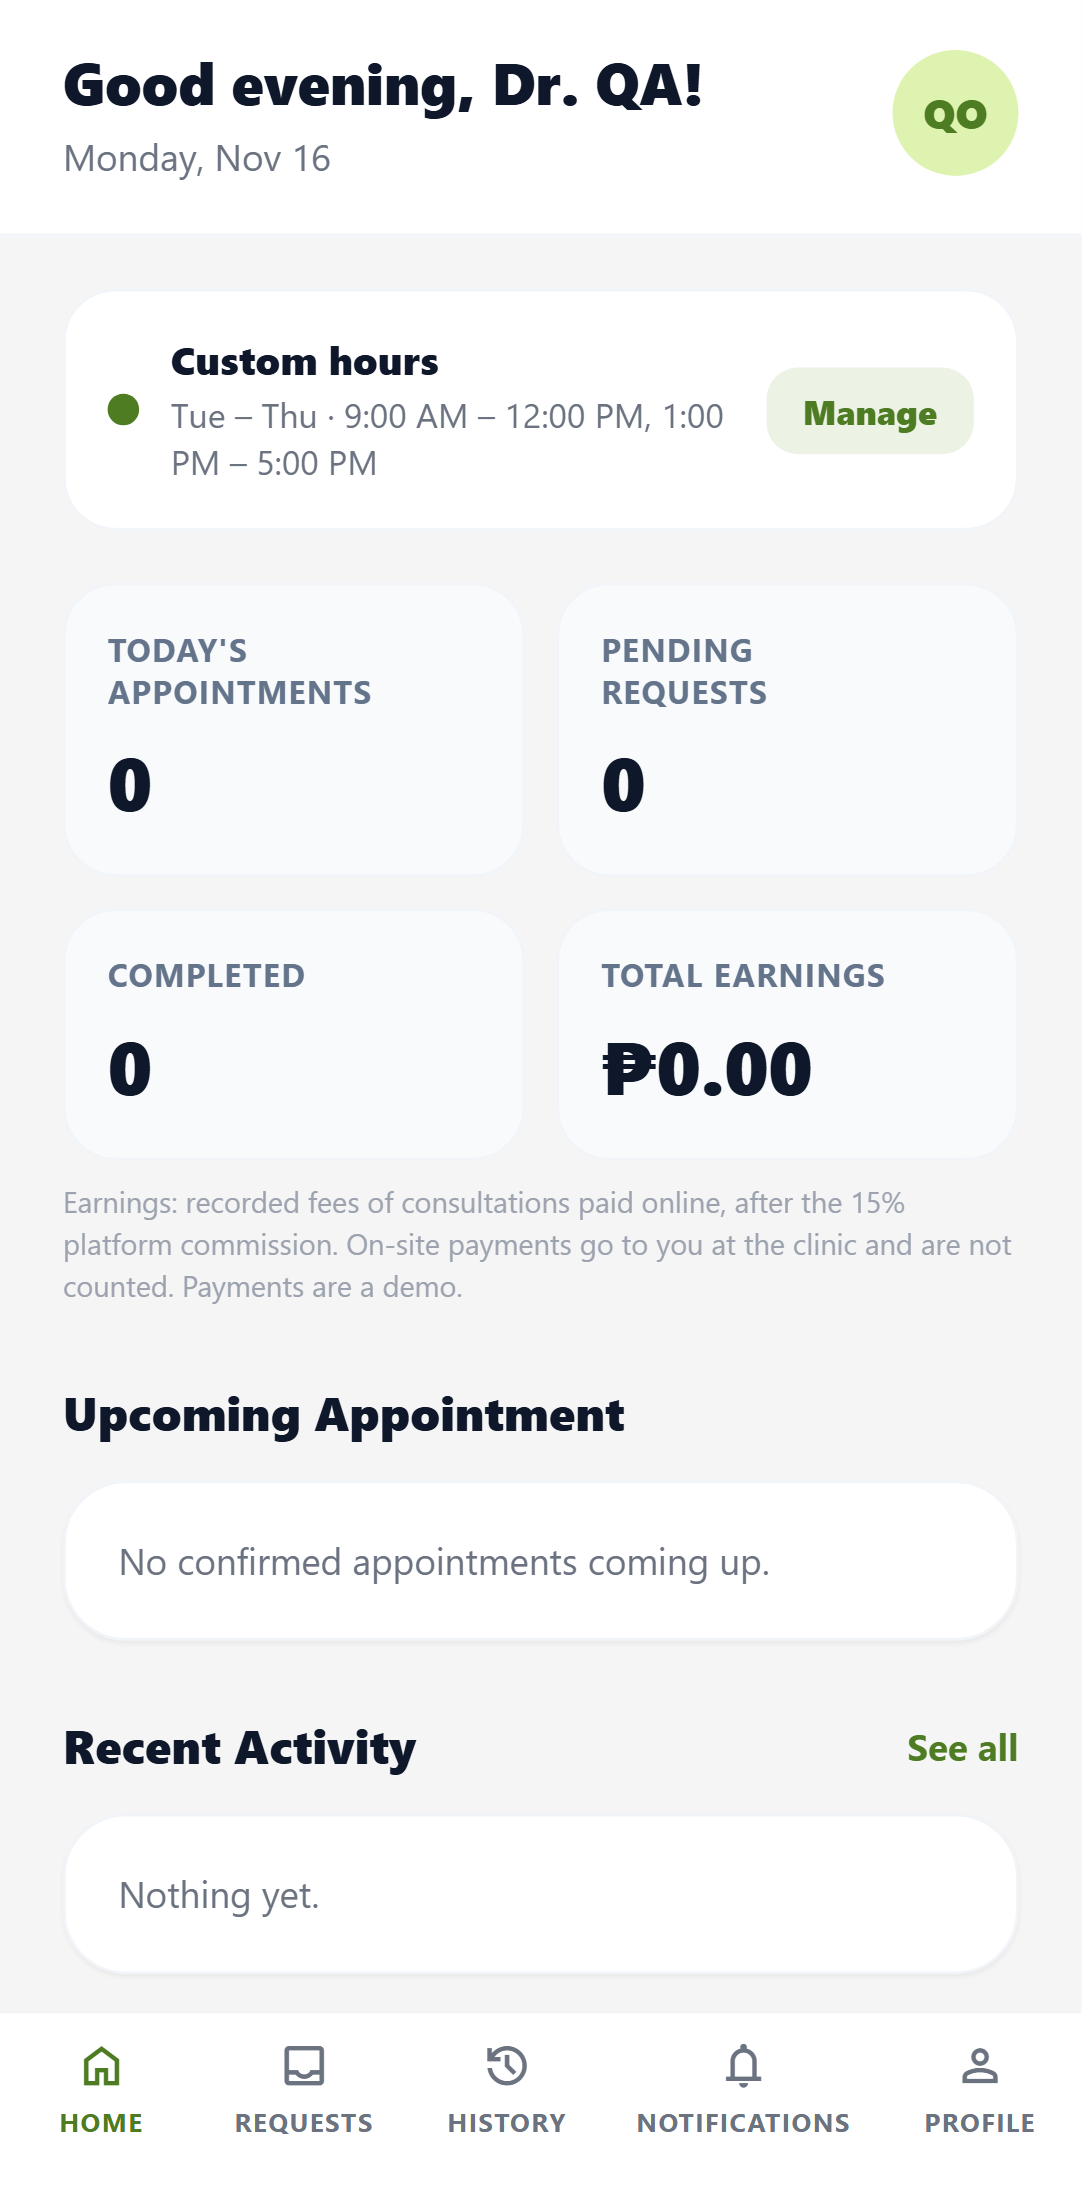 Good evening, Dr. QA!
QO
Monday, Nov 16
Custom hours
Tue – Thu · 9:00 AM – 12:00 PM, 1:00
PM – 5:00 PM
Manage
TODAY'S
APPOINTMENTS
0
PENDING
REQUESTS
0
COMPLETED
0
TOTAL EARNINGS
₱0.00
Earnings: recorded fees of consultations paid online, after the 15%
platform commission. On-site payments go to you at the clinic and are not
counted. Payments are a demo.
Upcoming Appointment
No confirmed appointments coming up.
Recent Activity
See all
Nothing yet.
HOME
REQUESTS
HISTORY
NOTIFICATIONS
PROFILE